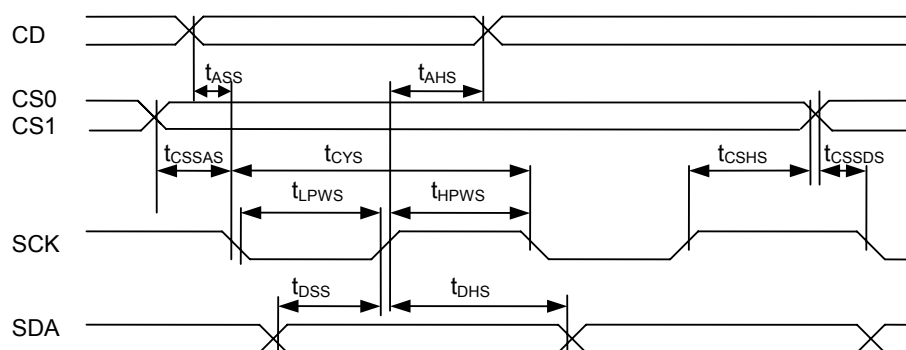 CD
tASS
tAHS
CS0
CS1
tCSSAS
tCYS
tCSHS
tCSSDS
tLPWS
tHPWS
SCK
tDSS
tDHS
SDA